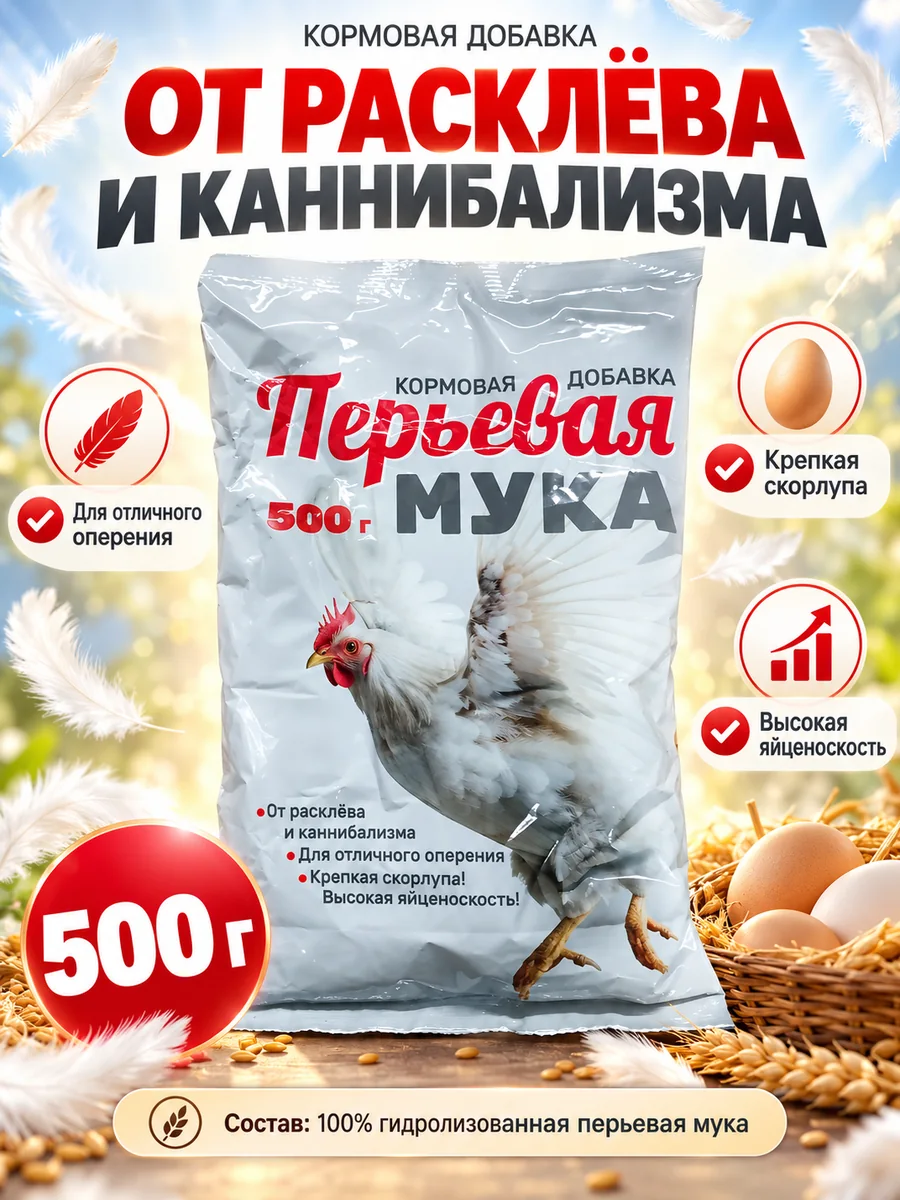 КОРМОВАЯ ДОБАВКА
ОТ РАСКЛЁВА
И КАННИБАЛИЗМА
КОРМОВАЯ ДОБАВКА
Перьевая
МУКА
500 г
Для отличного
оперения
Крепкая
скорлупа
Высокая
яйценоскость
•От расклёва
и каннибализма
•Для отличного оперения
•Крепкая скорлупа!
Высокая яйценоскость!
500 г
Состав: 100% гидролизованная перьевая мука